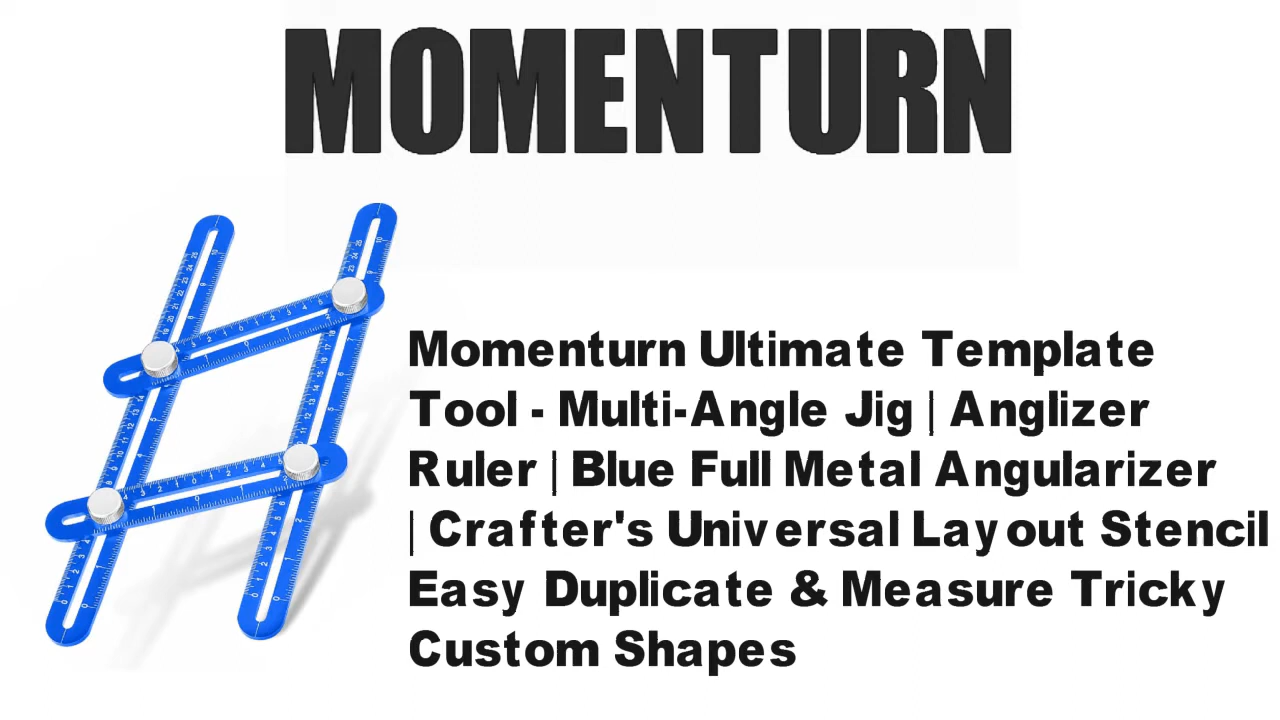 MOMENTURN
Momenturn Ultimate Template
Tool - Multi-Angle Jig | Anglizer
Ruler | Blue Full Metal Angularizer
| Crafter's Universal Layout Stencil
Easy Duplicate & Measure Tricky
Custom Shapes